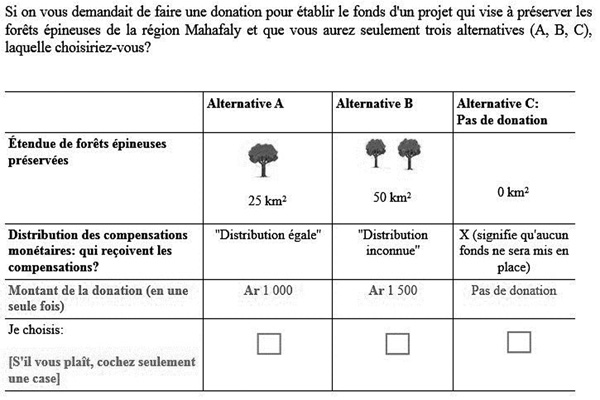 Si on vous demandait de faire une donation pour établir le fonds d'un projet qui vise à préserver les
forêts épineuses de la région Mahafaly et que vous aurez seulement trois alternatives (A, B, C),
laquelle choisiriez-vous?
Alternative A
Alternative B
Alternative C:
Pas de donation
Étendue de forêts épineuses
préservées
25 km²
50 km²
0 km²
Distribution des compensations
monétaires: qui reçoivent les
compensations?
"Distribution égale"
"Distribution
inconnue"
X (signifie qu'aucun
fonds ne sera mis en
place)
Montant de la donation (en une
seule fois)
Ar 1 000
Ar 1 500
Pas de donation
Je choisis:
[S'il vous plaît, cochez seulement
une case]